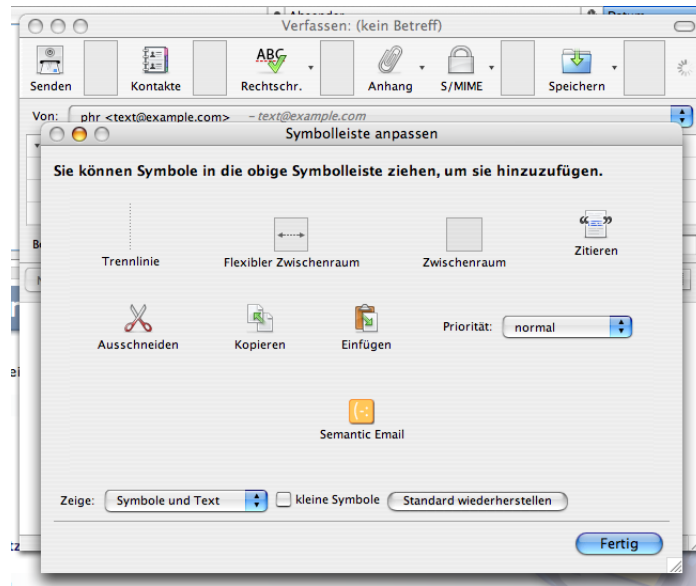 Absender Datum
Verfassen: (kein Betreff)
Senden Kontakte Rechtschr. Anhang S/MIME Speichern
Von: phr <text@example.com> – text@example.com
Symbolleiste anpassen
Sie können Symbole in die obige Symbolleiste ziehen, um sie hinzuzufügen.
Trennlinie Flexibler Zwischenraum Zwischenraum Zitieren
Ausschneiden Kopieren Einfügen Priorität: normal
Semantic Email
Zeige: Symbole und Text kleine Symbole Standard wiederherstellen
Fertig